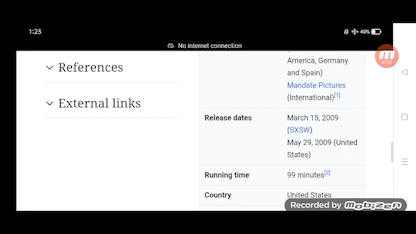 1:23
49%
No internet connection
References
External links
America, Germany
and Spain)
Mandate Pictures
(International)[1]
Release dates
March 15, 2009
(SXSW)
May 29, 2009 (United
States)
Running time
99 minutes[2]
Country
United States
Recorded by
Mobizen